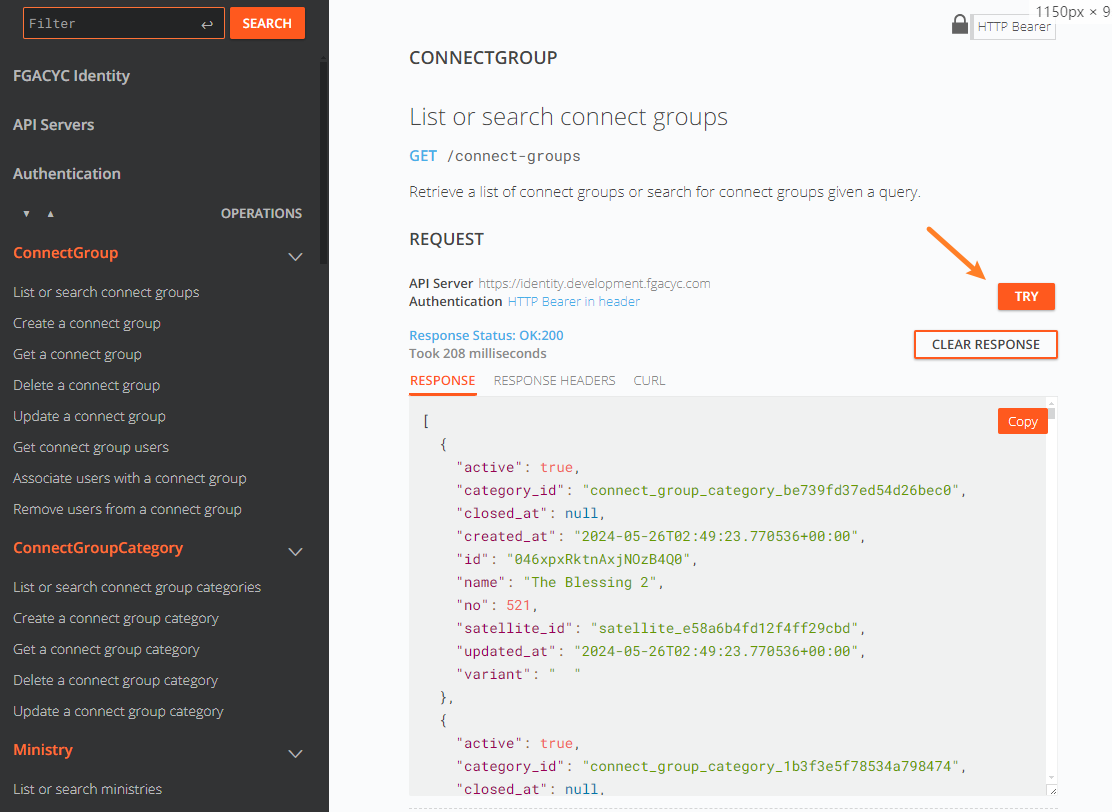 Filter
SEARCH
FGACYC Identity
API Servers
Authentication
OPERATIONS
ConnectGroup
List or search connect groups
Create a connect group
Get a connect group
Delete a connect group
Update a connect group
Get connect group users
Associate users with a connect group
Remove users from a connect group
ConnectGroupCategory
List or search connect group categories
Create a connect group category
Get a connect group category
Delete a connect group category
Update a connect group category
Ministry
List or search ministries
1150px × 9
HTTP Bearer
CONNECTGROUP
List or search connect groups
GET /connect-groups
Retrieve a list of connect groups or search for connect groups given a query.
REQUEST
API Server https://identity.development.fgacyc.com
Authentication HTTP Bearer in header
TRY
Response Status: OK:200
Took 208 milliseconds
CLEAR RESPONSE
RESPONSE RESPONSE HEADERS CURL
Copy
[
{
"active": true,
"category_id": "connect_group_category_be739fd37ed54d26bec0",
"closed_at": null,
"created_at": "2024-05-26T02:49:23.770536+00:00",
"id": "046xpxRktnAxjNOzB4Q0",
"name": "The Blessing 2",
"no": 521,
"satellite_id": "satellite_e58a6b4fd12f4ff29cbd",
"updated_at": "2024-05-26T02:49:23.770536+00:00",
"variant": "  "
},
{
"active": true,
"category_id": "connect_group_category_1b3f3e5f78534a798474",
"closed_at": null,